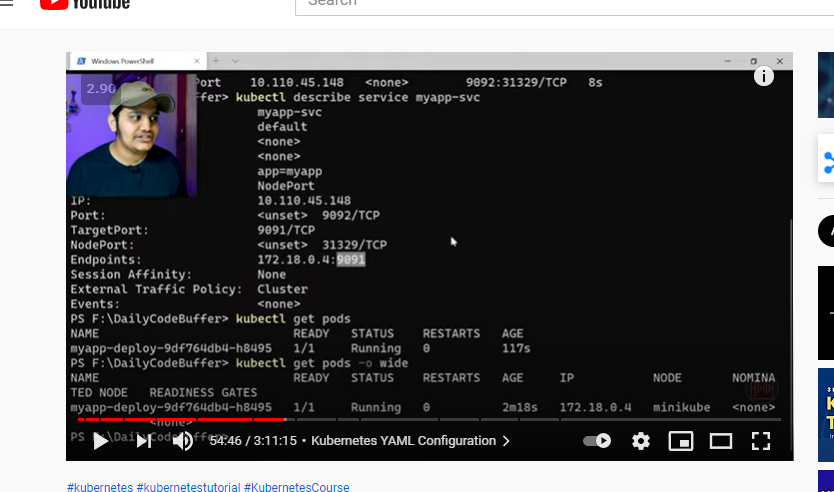 YouTube
Search
Windows PowerShell
2.90
Port 10.110.45.148 <none> 9092:31329/TCP 8s
ffer> kubectl describe service myapp-svc
myapp-svc
default
<none>
<none>
app=myapp
NodePort
IP: 10.110.45.148
Port: <unset> 9092/TCP
TargetPort: 9091/TCP
NodePort: <unset> 31329/TCP
Endpoints: 172.18.0.4:9091
Session Affinity: None
External Traffic Policy: Cluster
Events: <none>
PS F:\DailyCodeBuffer> kubectl get pods
NAME READY STATUS RESTARTS AGE
myapp-deploy-9df764db4-h8495 1/1 Running 0 117s
PS F:\DailyCodeBuffer> kubectl get pods -o wide
NAME READY STATUS RESTARTS AGE IP NODE NOMINA
TED NODE READINESS GATES
myapp-deploy-9df764db4-h8495 1/1 Running 0 2m18s 172.18.0.4 minikube <none>
<none>
PS F:\DailyCodeBuffer>
54:46 / 3:11:15 • Kubernetes YAML Configuration >
#kubernetes #kubernetestutorial #KubernetesCourse